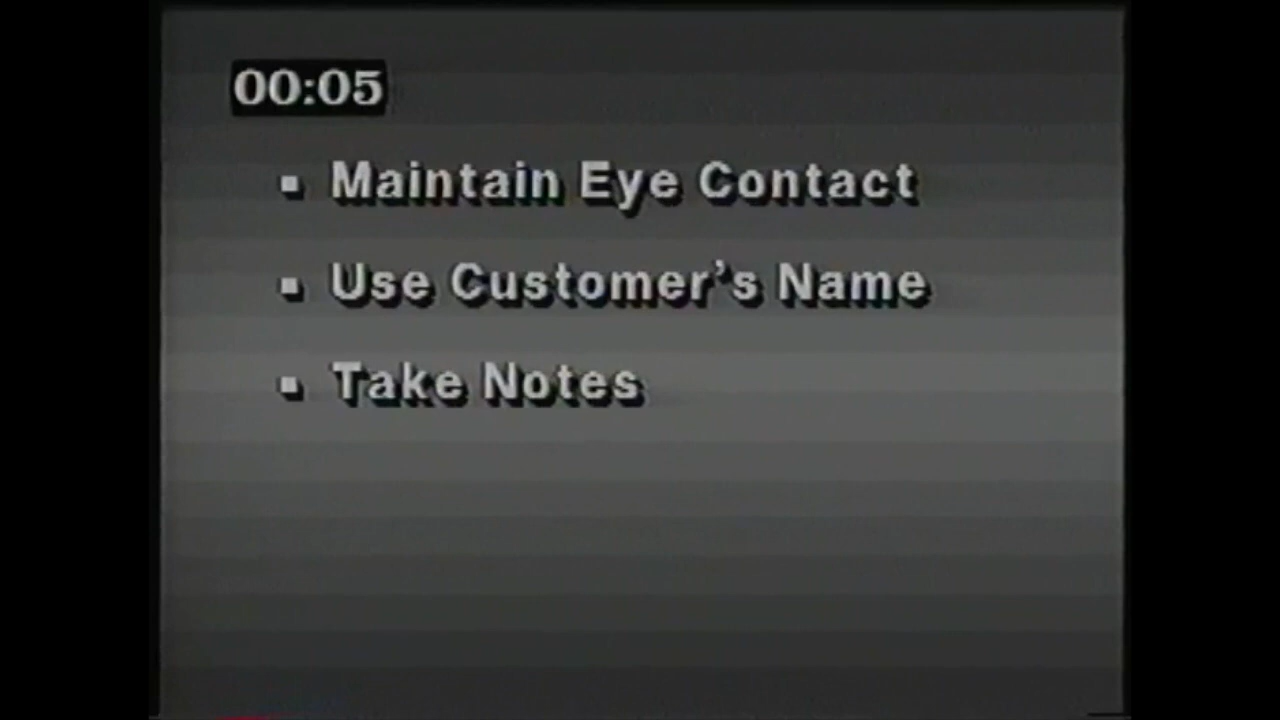 00:05
▪ Maintain Eye Contact
▪ Use Customer’s Name
▪ Take Notes